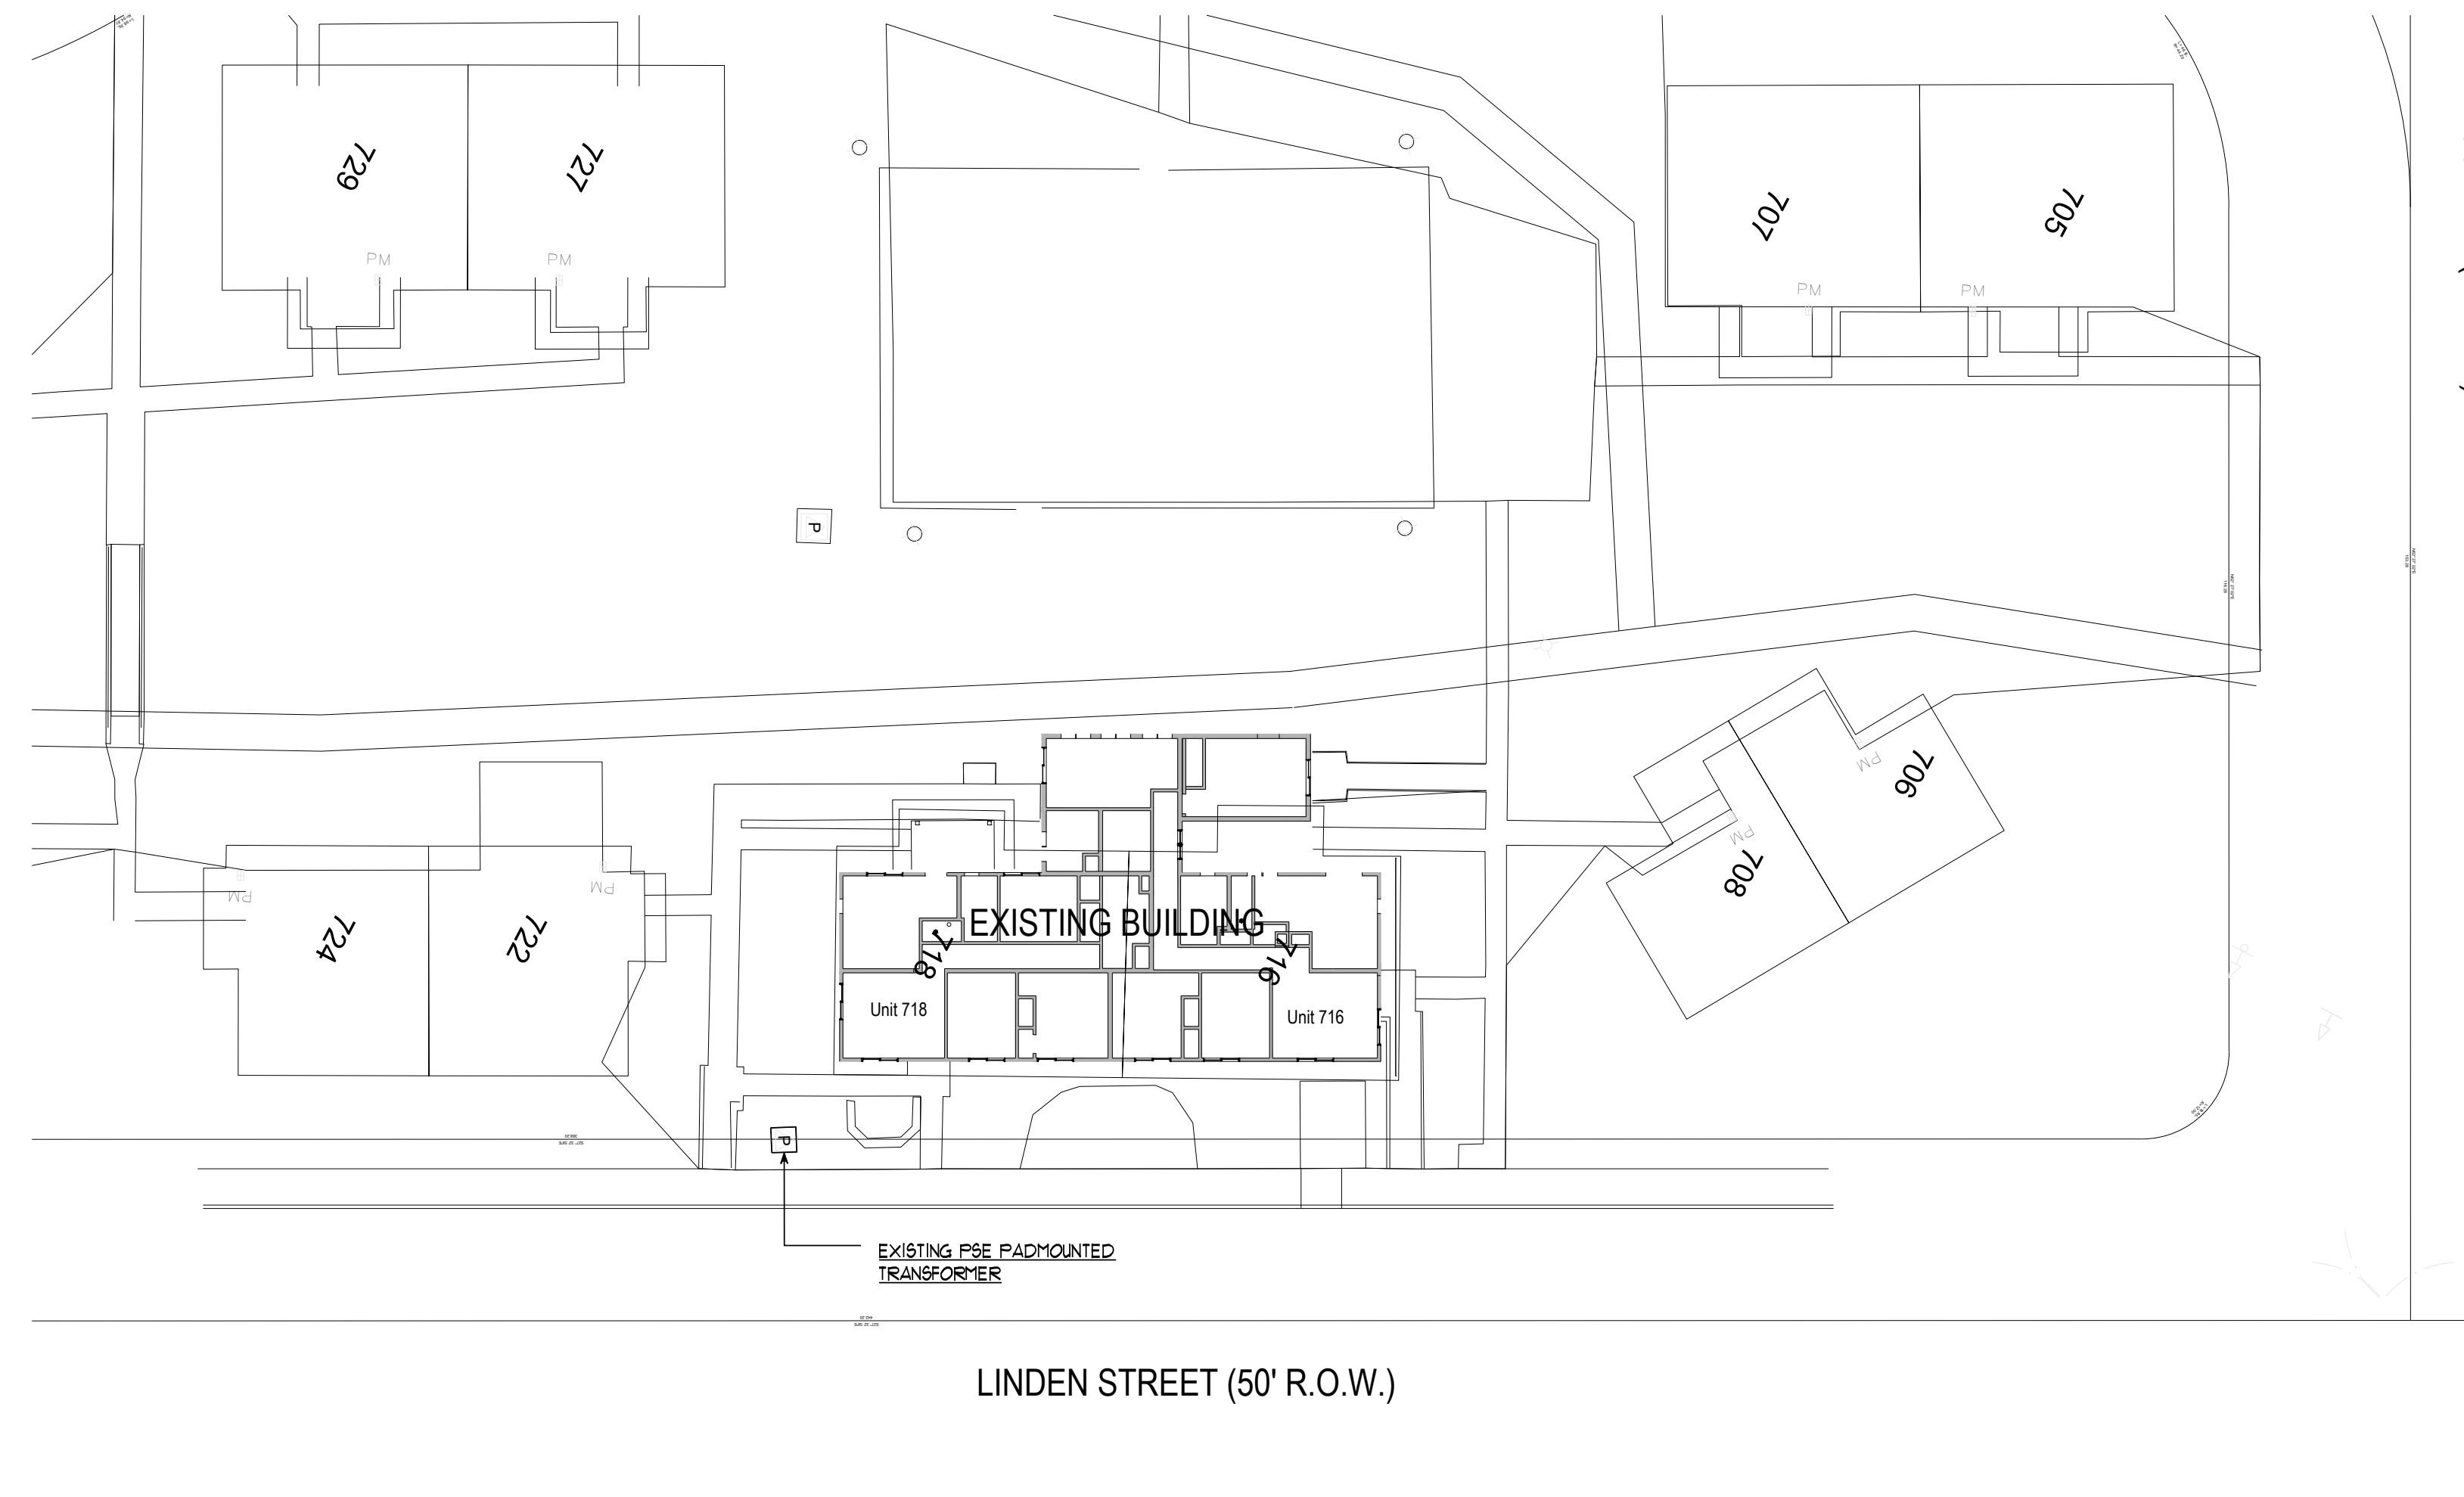 729
727
707
705
PM
PM
PM
PM
P
706
PM
PM
708
PM
PM
724
722
EXISTING BUILDING
718
716
Unit 718
Unit 716
P
EXISTING PSE PADMOUNTED
TRANSFORMER
LINDEN STREET (50' R.O.W.)